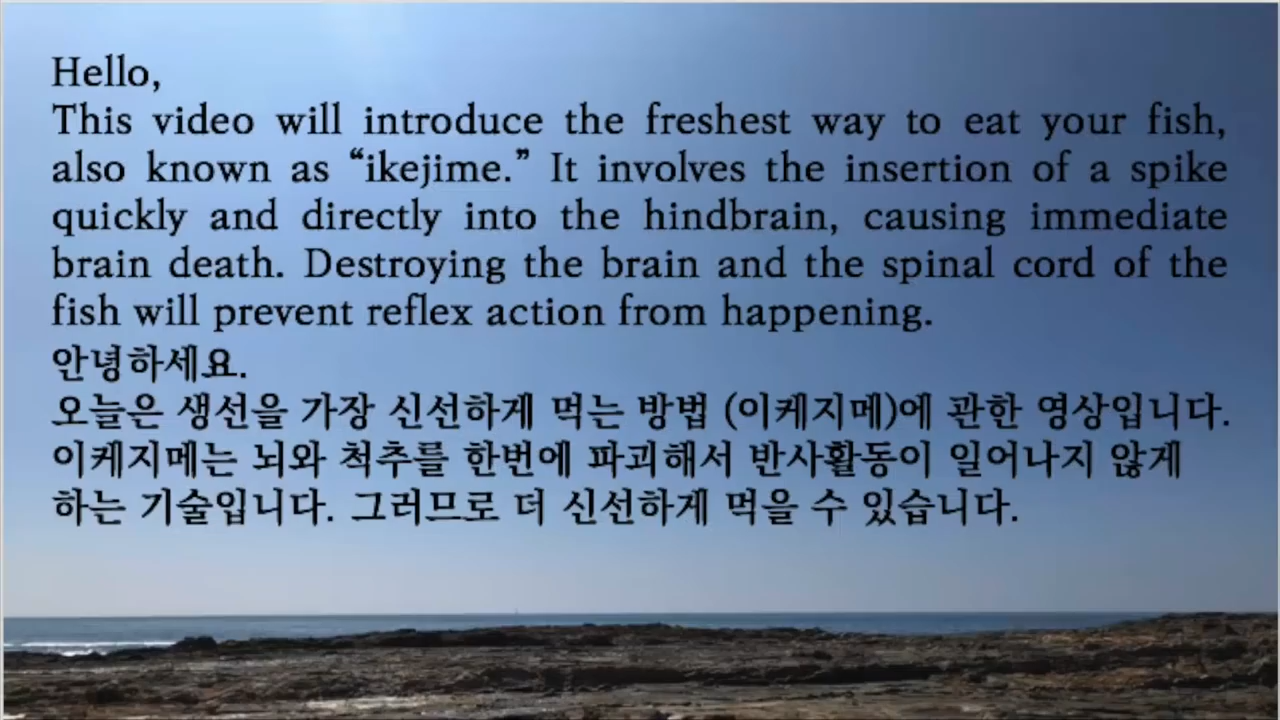 Hello,
This video will introduce the freshest way to eat your fish,
also known as “ikejime.” It involves the insertion of a spike
quickly and directly into the hindbrain, causing immediate
brain death. Destroying the brain and the spinal cord of the
fish will prevent reflex action from happening.
안녕하세요.
오늘은 생선을 가장 신선하게 먹는 방법 (이케지메)에 관한 영상입니다.
이케지메는 뇌와 척추를 한번에 파괴해서 반사활동이 일어나지 않게
하는 기술입니다. 그러므로 더 신선하게 먹을 수 있습니다.